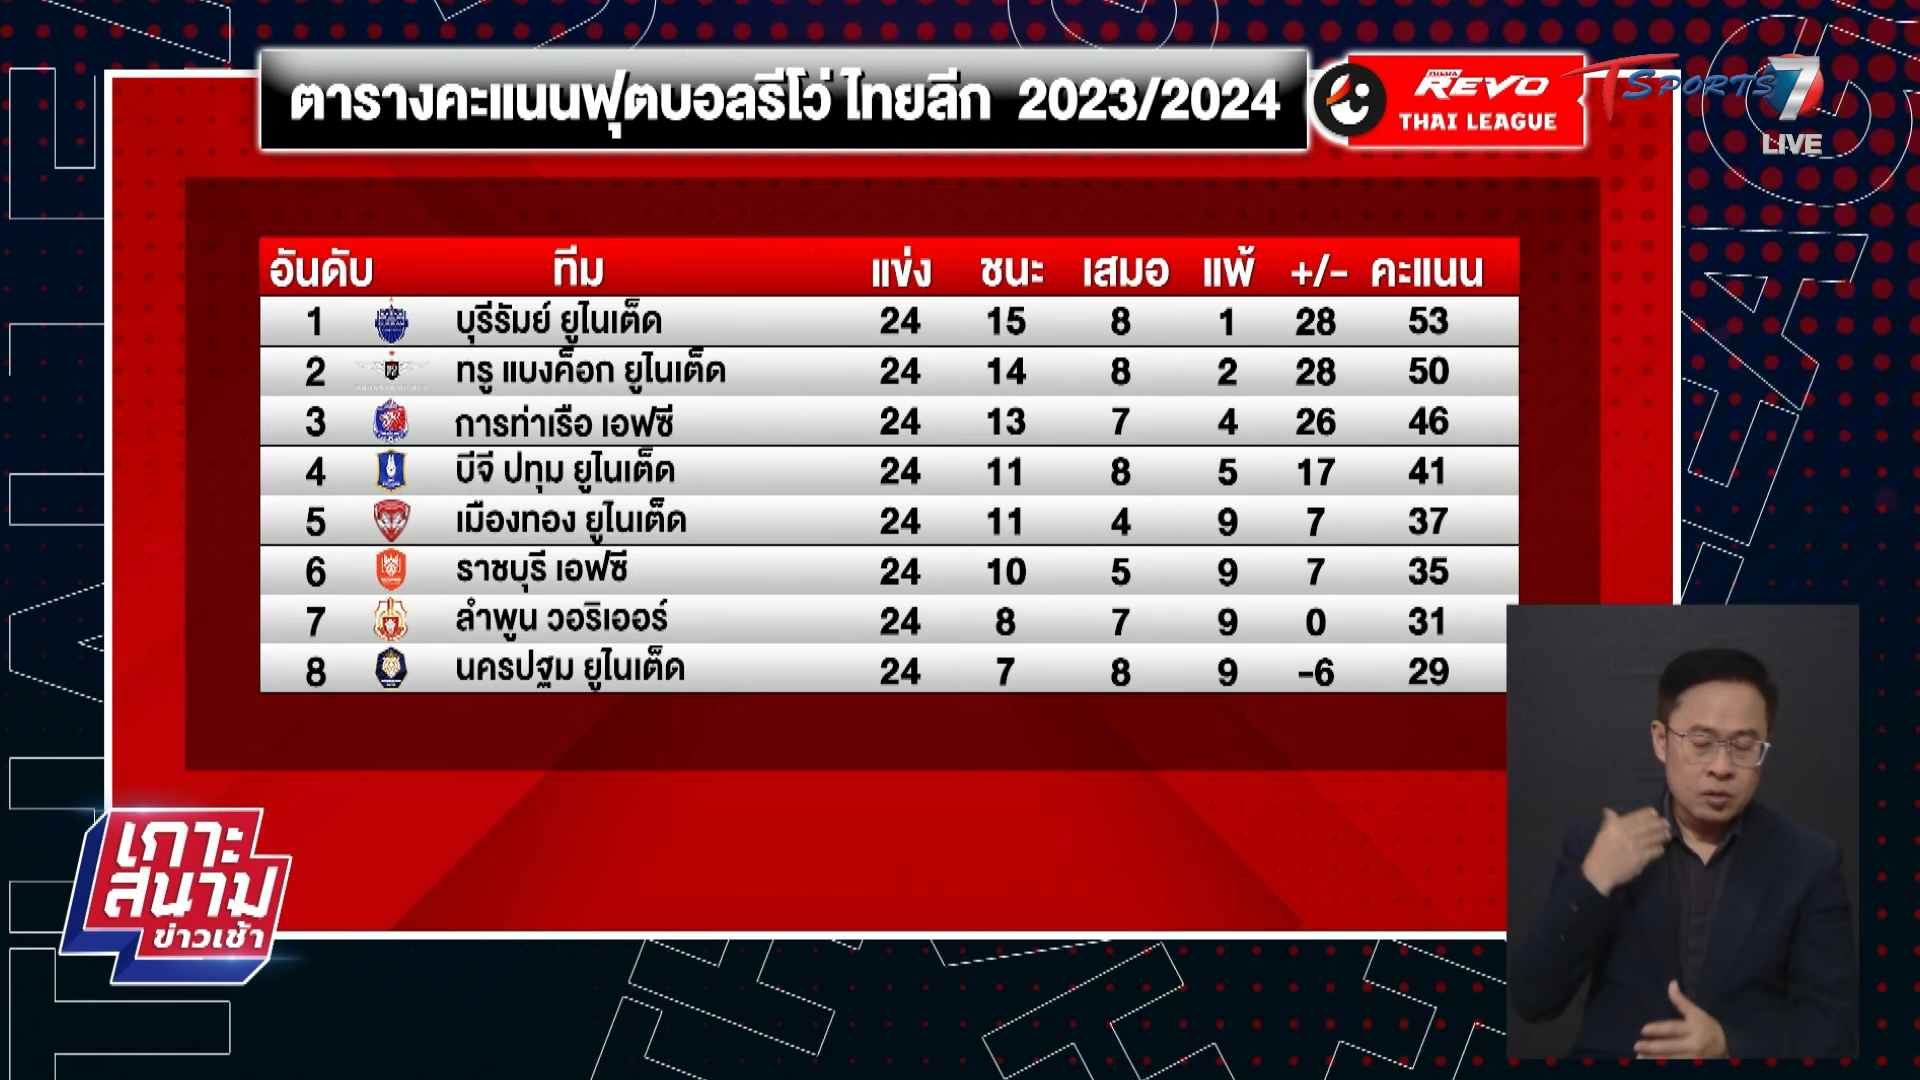 ตารางคะแนนฟุตบอลรีโว่ ไทยลีก 2023/2024
REVO
THAI LEAGUE
TSPORTS 7
LIVE
อันดับ ทีม แข่ง ชนะ เสมอ แพ้ +/- คะแนน
1 บุรีรัมย์ ยูไนเต็ด 24 15 8 1 28 53
2 ทรู แบงค็อก ยูไนเต็ด 24 14 8 2 28 50
3 การท่าเรือ เอฟซี 24 13 7 4 26 46
4 บีจี ปทุม ยูไนเต็ด 24 11 8 5 17 41
5 เมืองทอง ยูไนเต็ด 24 11 4 9 7 37
6 ราชบุรี เอฟซี 24 10 5 9 7 35
7 ลำพูน วอริเออร์ 24 8 7 9 0 31
8 นครปฐม ยูไนเต็ด 24 7 8 9 -6 29
เกาะ
สนาม
ข่าวเช้า